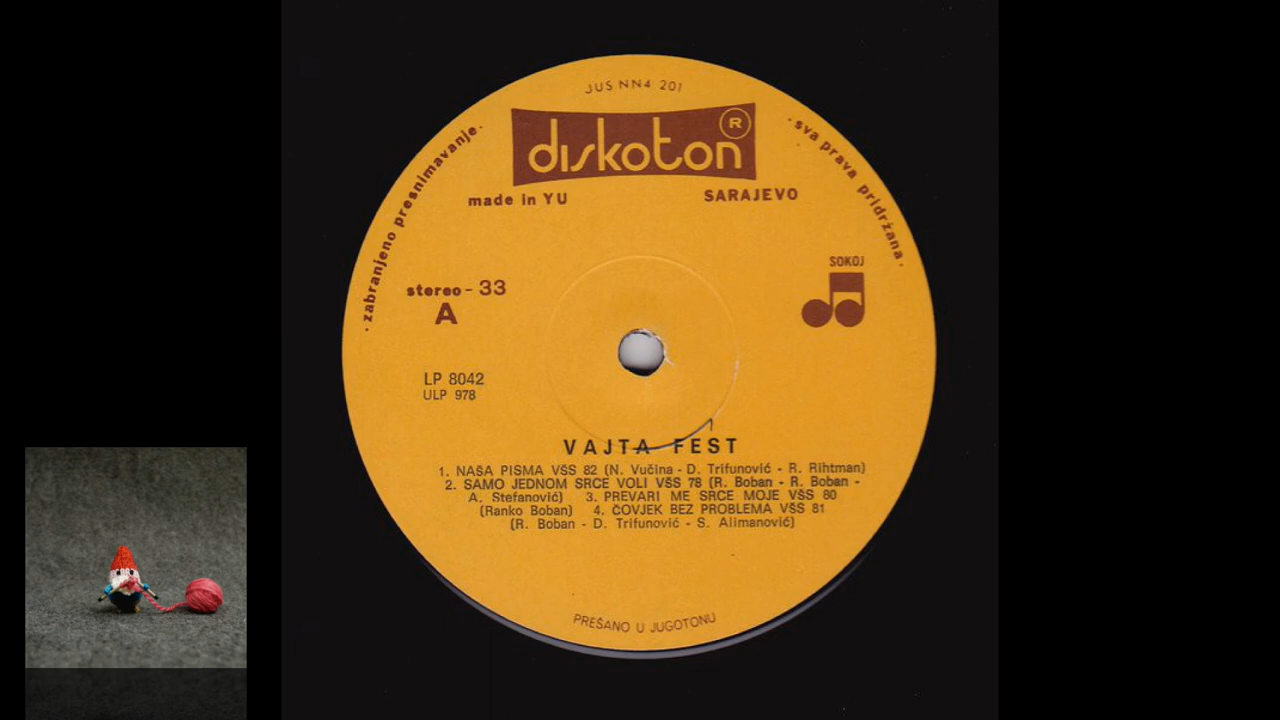 JUS NN4 201
diskoton R
· zabranjeno presnimavanje ·
· sva prava pridržana ·
made in YU
SARAJEVO
SOKOJ
stereo - 33
A
LP 8042
ULP 978
VAJTA FEST
1. NAŠA PISMA VŠS 82 (N. Vučina - D. Trifunović - R. Rihtman)
2. SAMO JEDNOM SRCE VOLI VŠS 78 (R. Boban - R. Boban -
A. Stefanović) 3. PREVARI ME SRCE MOJE VŠS 80
(Ranko Boban) 4. ČOVJEK BEZ PROBLEMA VŠS 81
(R. Boban - D. Trifunović - S. Alimanović)
PREŠANO U JUGOTONU